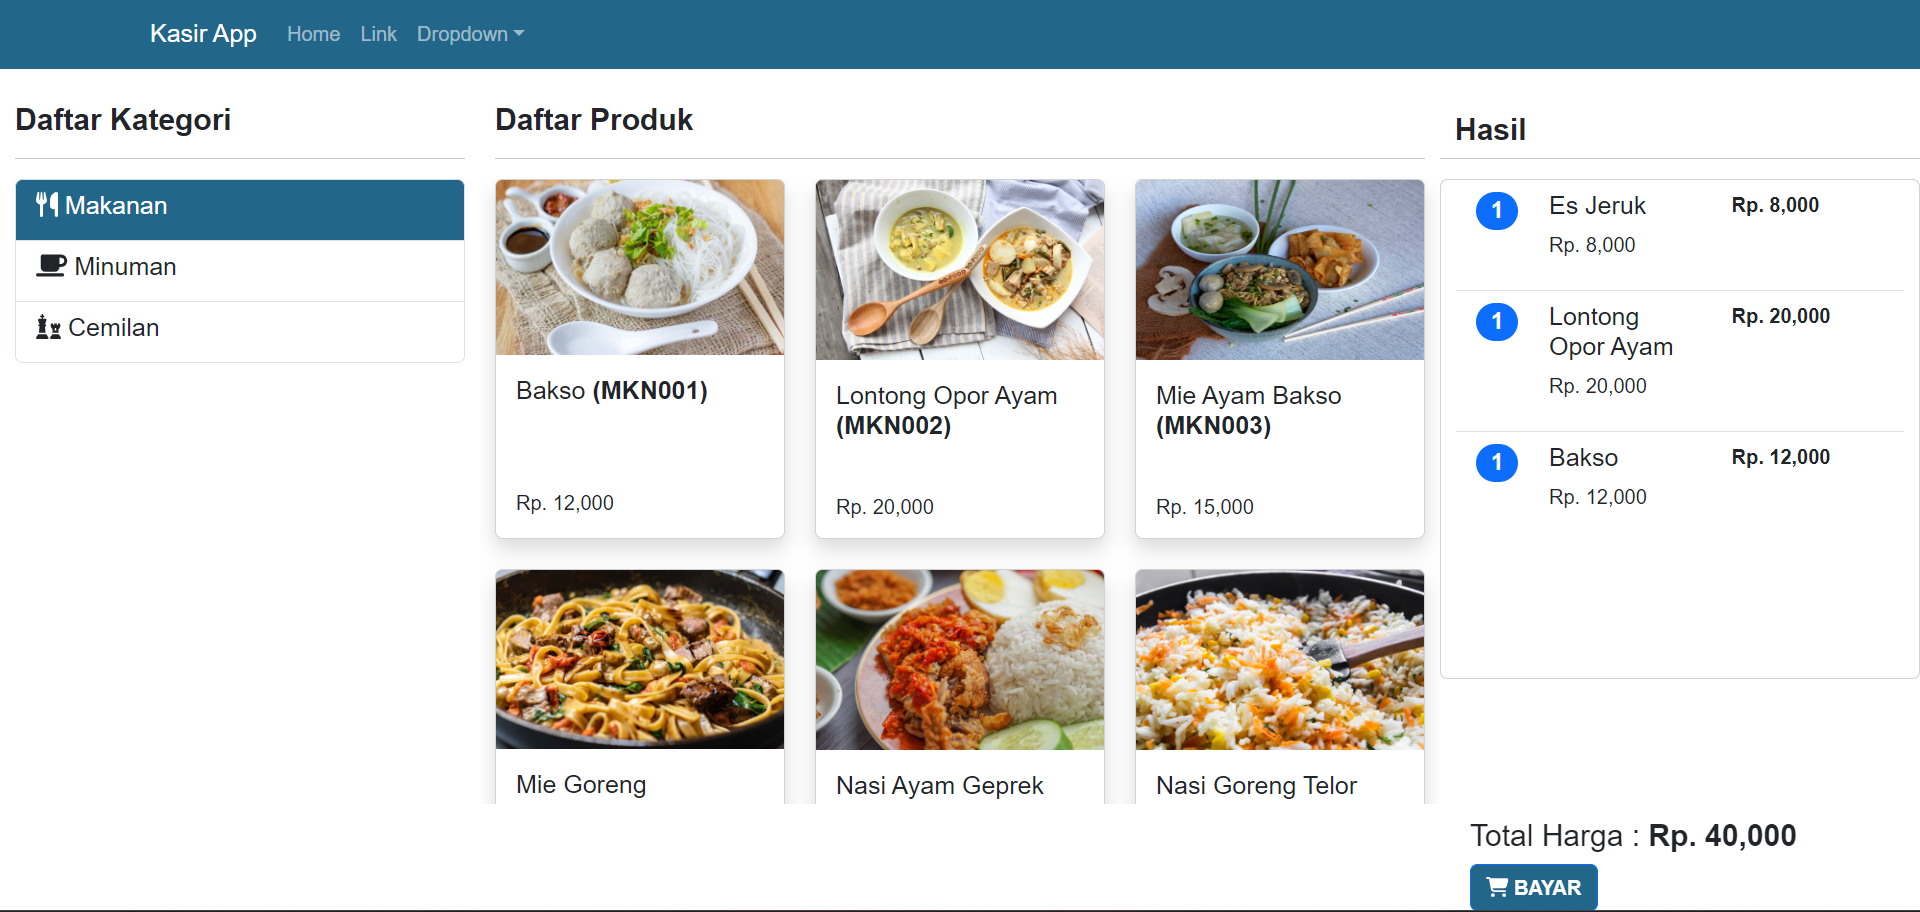 Kasir App Home Link Dropdown
Daftar Kategori
Makanan
Minuman
Cemilan
Daftar Produk
Bakso (MKN001)
Rp. 12,000
Lontong Opor Ayam
(MKN002)
Rp. 20,000
Mie Ayam Bakso
(MKN003)
Rp. 15,000
Mie Goreng
Nasi Ayam Geprek
Nasi Goreng Telor
Hasil
1 Es Jeruk Rp. 8,000
Rp. 8,000
1 Lontong Rp. 20,000
Opor Ayam
Rp. 20,000
1 Bakso Rp. 12,000
Rp. 12,000
Total Harga : Rp. 40,000
BAYAR